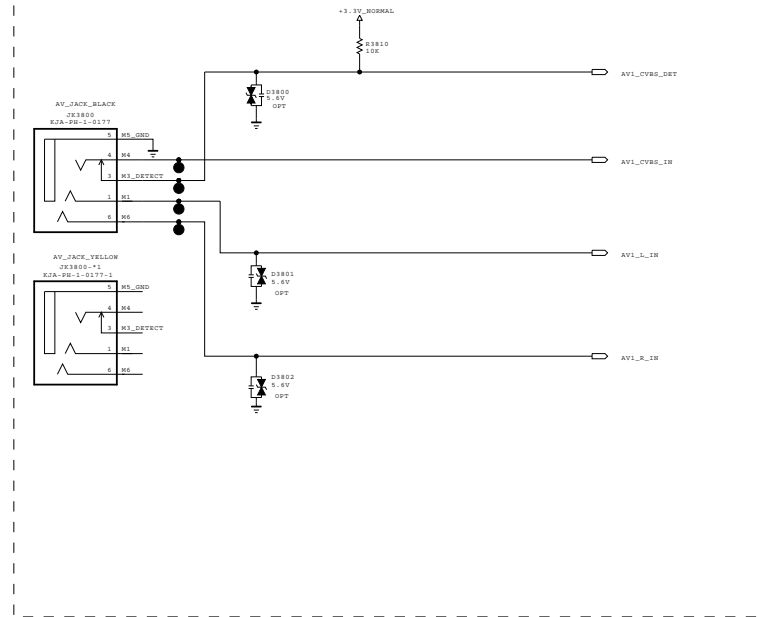 +3.3V_NORMAL
R3810
10K
AV1_CVBS_DET
D3800
5.6V
OPT
AV_JACK_BLACK
JK3800
KJA-PH-1-0177
5 M5_GND
4 M4
AV1_CVBS_IN
3 M3_DETECT
1 M1
6 M6
AV1_L_IN
AV_JACK_YELLOW
JK3800-*1
KJA-PH-1-0177-1
D3801
5.6V
OPT
5 M5_GND
4 M4
3 M3_DETECT
1 M1
6 M6
AV1_R_IN
D3802
5.6V
OPT